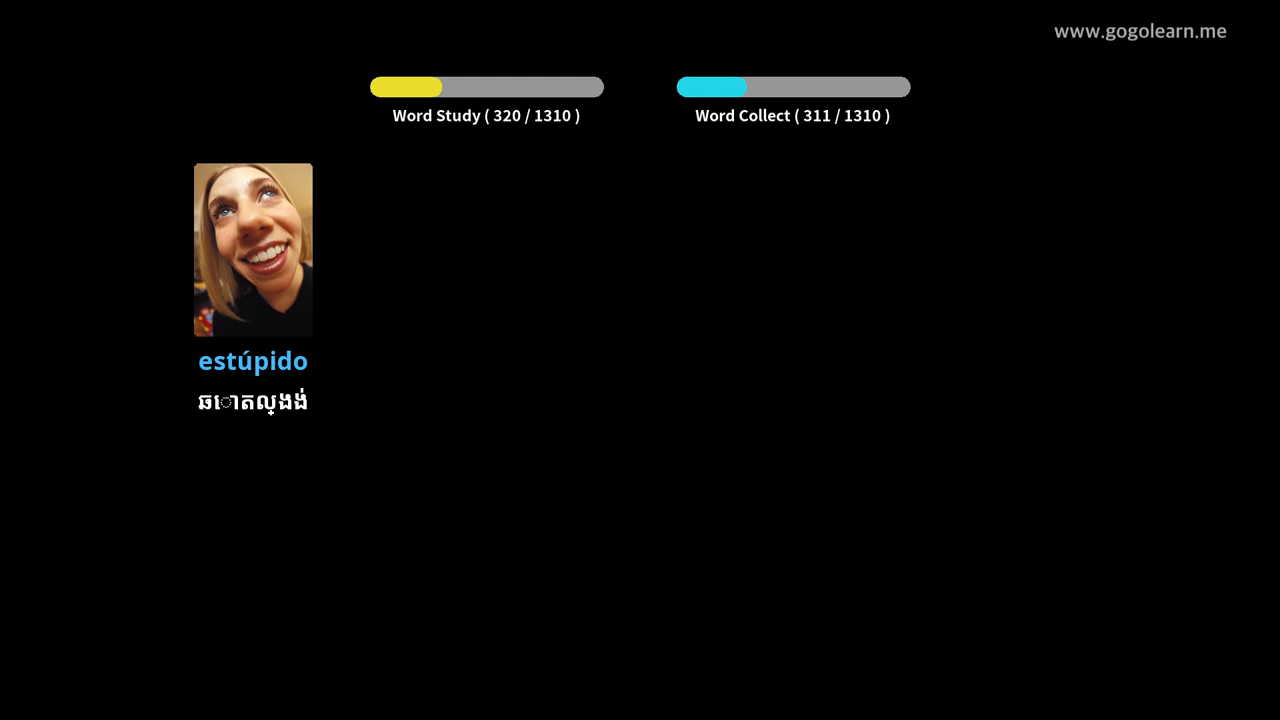 www.gogolearn.me
Word Study ( 320 / 1310 )
Word Collect ( 311 / 1310 )
estúpido
ឆោតល្ងង់